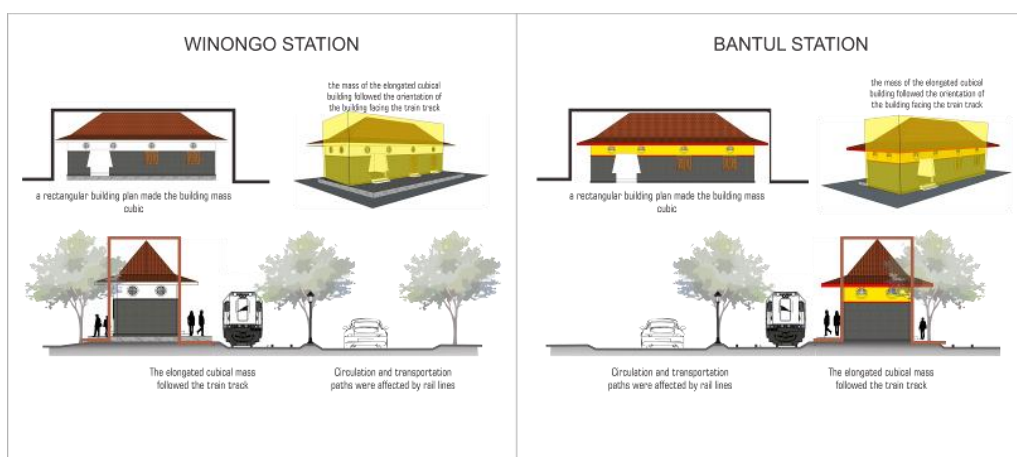 WINONGO STATION
the mass of the elongated cubical
building followed the orientation of
the building facing the train track
a rectangular building plan made the building mass
cubic
The elongated cubical mass
followed the train track
Circulation and transportation
paths were affected by rail lines
BANTUL STATION
the mass of the elongated cubical
building followed the orientation of
the building facing the train track
a rectangular building plan made the building mass
cubic
Circulation and transportation
paths were affected by rail lines
The elongated cubical mass
followed the train track